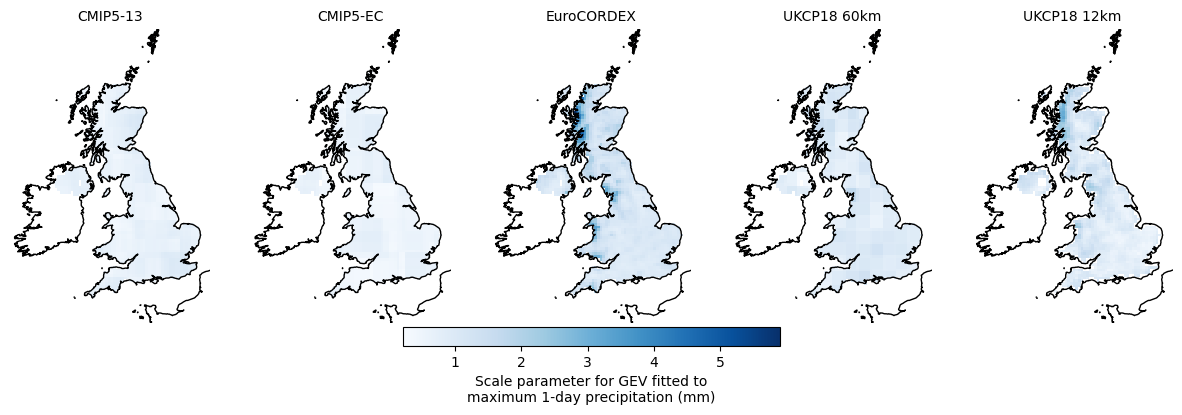 CMIP5-13
CMIP5-EC
EuroCORDEX
UKCP18 60km
UKCP18 12km
1 2 3 4 5
Scale parameter for GEV fitted to
maximum 1-day precipitation (mm)